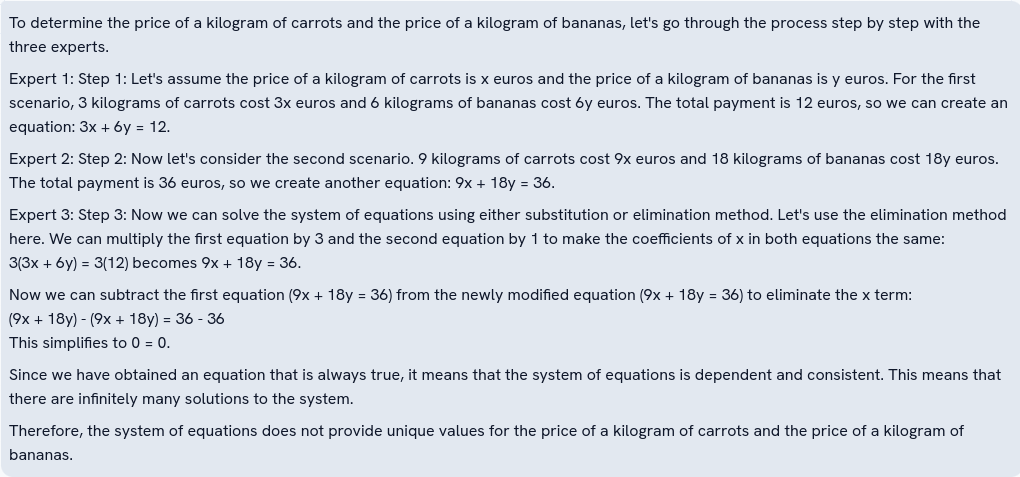 To determine the price of a kilogram of carrots and the price of a kilogram of bananas, let's go through the process step by step with the
three experts.
Expert 1: Step 1: Let's assume the price of a kilogram of carrots is x euros and the price of a kilogram of bananas is y euros. For the first
scenario, 3 kilograms of carrots cost 3x euros and 6 kilograms of bananas cost 6y euros. The total payment is 12 euros, so we can create an
equation: 3x + 6y = 12.
Expert 2: Step 2: Now let's consider the second scenario. 9 kilograms of carrots cost 9x euros and 18 kilograms of bananas cost 18y euros.
The total payment is 36 euros, so we create another equation: 9x + 18y = 36.
Expert 3: Step 3: Now we can solve the system of equations using either substitution or elimination method. Let's use the elimination method
here. We can multiply the first equation by 3 and the second equation by 1 to make the coefficients of x in both equations the same:
3(3x + 6y) = 3(12) becomes 9x + 18y = 36.
Now we can subtract the first equation (9x + 18y = 36) from the newly modified equation (9x + 18y = 36) to eliminate the x term:
(9x + 18y) - (9x + 18y) = 36 - 36
This simplifies to 0 = 0.
Since we have obtained an equation that is always true, it means that the system of equations is dependent and consistent. This means that
there are infinitely many solutions to the system.
Therefore, the system of equations does not provide unique values for the price of a kilogram of carrots and the price of a kilogram of
bananas.